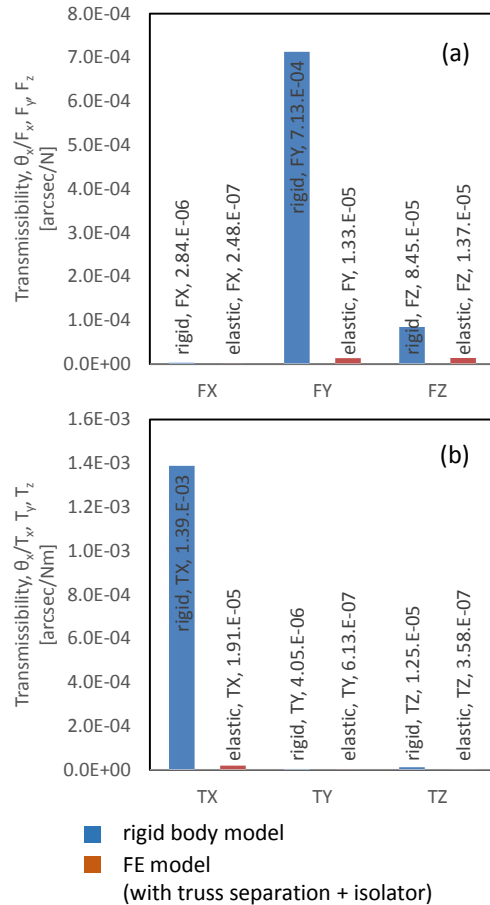 (a)
8.0E-04
7.0E-04
6.0E-04
5.0E-04
4.0E-04
3.0E-04
2.0E-04
1.0E-04
0.0E+00
Transmissibility, θx/Fx, Fy, Fz
[arcsec/N]
rigid, FX, 2.84.E-06
elastic, FX, 2.48.E-07
rigid, FY, 7.13.E-04
elastic, FY, 1.33.E-05
rigid, FZ, 8.45.E-05
elastic, FZ, 1.37.E-05
FX
FY
FZ
(b)
1.6E-03
1.4E-03
1.2E-03
1.0E-03
8.0E-04
6.0E-04
4.0E-04
2.0E-04
0.0E+00
Transmissibility, θx/Tx, Ty, Tz
[arcsec/Nm]
rigid, TX, 1.39.E-03
elastic, TX, 1.91.E-05
rigid, TY, 4.05.E-06
elastic, TY, 6.13.E-07
rigid, TZ, 1.25.E-05
elastic, TZ, 3.58.E-07
TX
TY
TZ
rigid body model
FE model
(with truss separation + isolator)